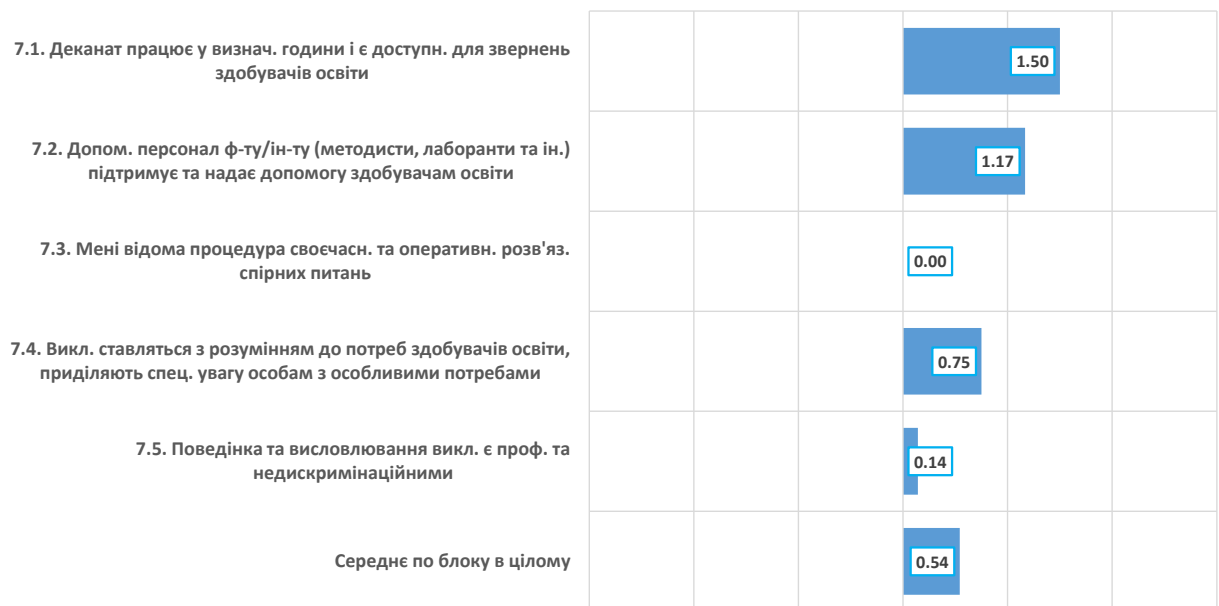 7.1. Деканат працює у визнач. години і є доступн. для звернень
здобувачів освіти
1.50
7.2. Допом. персонал ф-ту/ін-ту (методисти, лаборанти та ін.)
підтримує та надає допомогу здобувачам освіти
1.17
7.3. Мені відома процедура своєчасн. та оперативн. розв'яз.
спірних питань
0.00
7.4. Викл. ставляться з розумінням до потреб здобувачів освіти,
приділяють спец. увагу особам з особливими потребами
0.75
7.5. Поведінка та висловлювання викл. є проф. та
недискримінаційними
0.14
Середнє по блоку в цілому
0.54